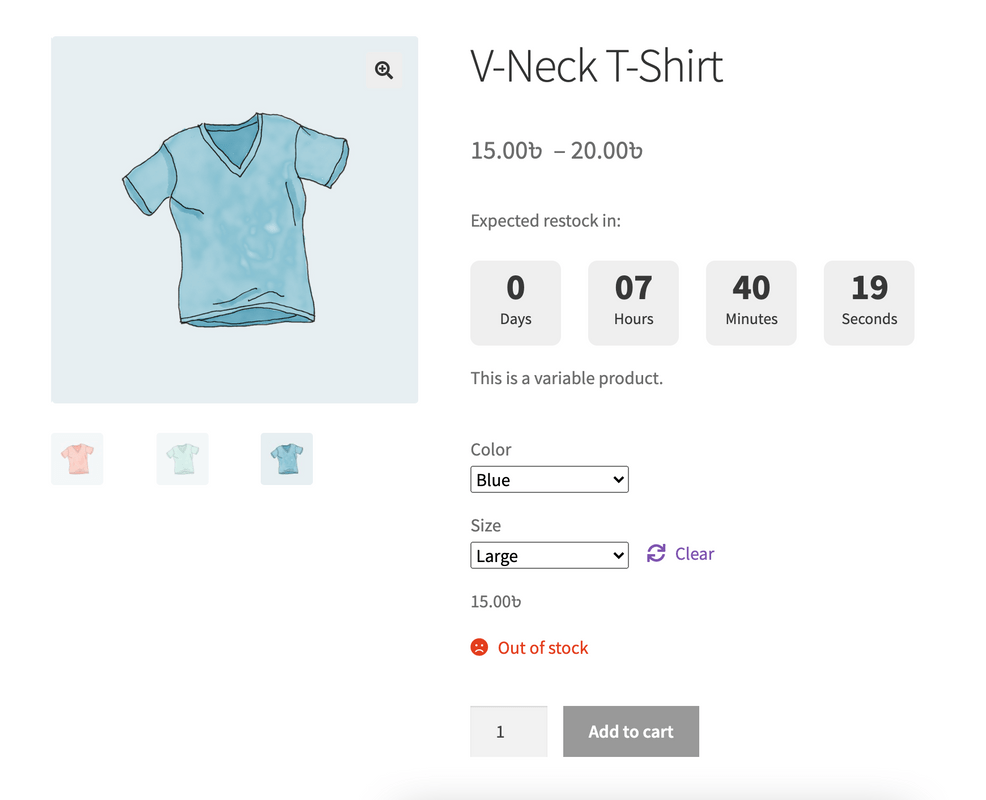 V-Neck T-Shirt
15.00৳ – 20.00৳
Expected restock in:
0 07 40 19
Days Hours Minutes Seconds
This is a variable product.
Color
Blue
Size
Large Clear
15.00৳
Out of stock
1 Add to cart